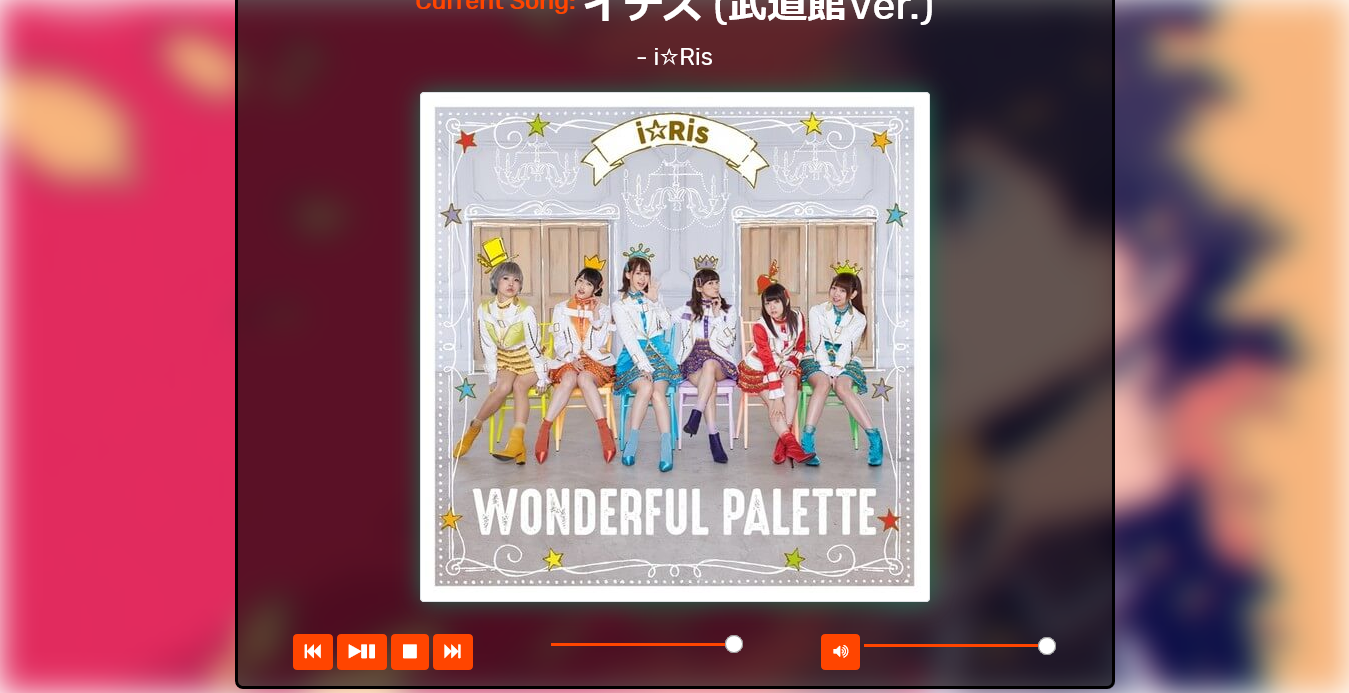 Current Song: イチズ (武道館Ver.)
- i☆Ris
i☆Ris
WONDERFUL PALETTE